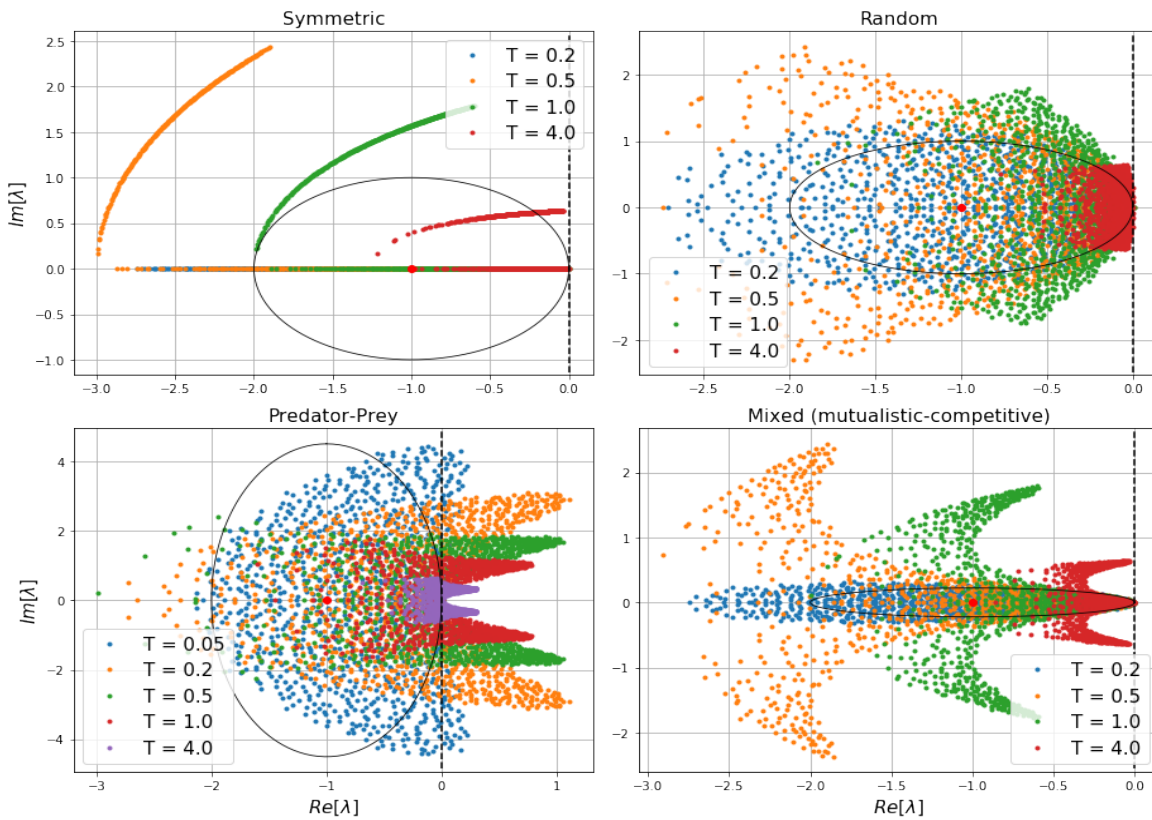 Symmetric
2.5
2.0
1.5
1.0
0.5
0.0
−0.5
−1.0
Im[λ]
T = 0.2
T = 0.5
T = 1.0
T = 4.0
−3.0 −2.5 −2.0 −1.5 −1.0 −0.5 0.0
Random
2
1
0
−1
−2
T = 0.2
T = 0.5
T = 1.0
T = 4.0
−2.5 −2.0 −1.5 −1.0 −0.5 0.0
Predator-Prey
4
2
0
−2
−4
Im[λ]
T = 0.05
T = 0.2
T = 0.5
T = 1.0
T = 4.0
−3 −2 −1 0 1
Re[λ]
Mixed (mutualistic-competitive)
2
1
0
−1
−2
T = 0.2
T = 0.5
T = 1.0
T = 4.0
−3.0 −2.5 −2.0 −1.5 −1.0 −0.5 0.0
Re[λ]